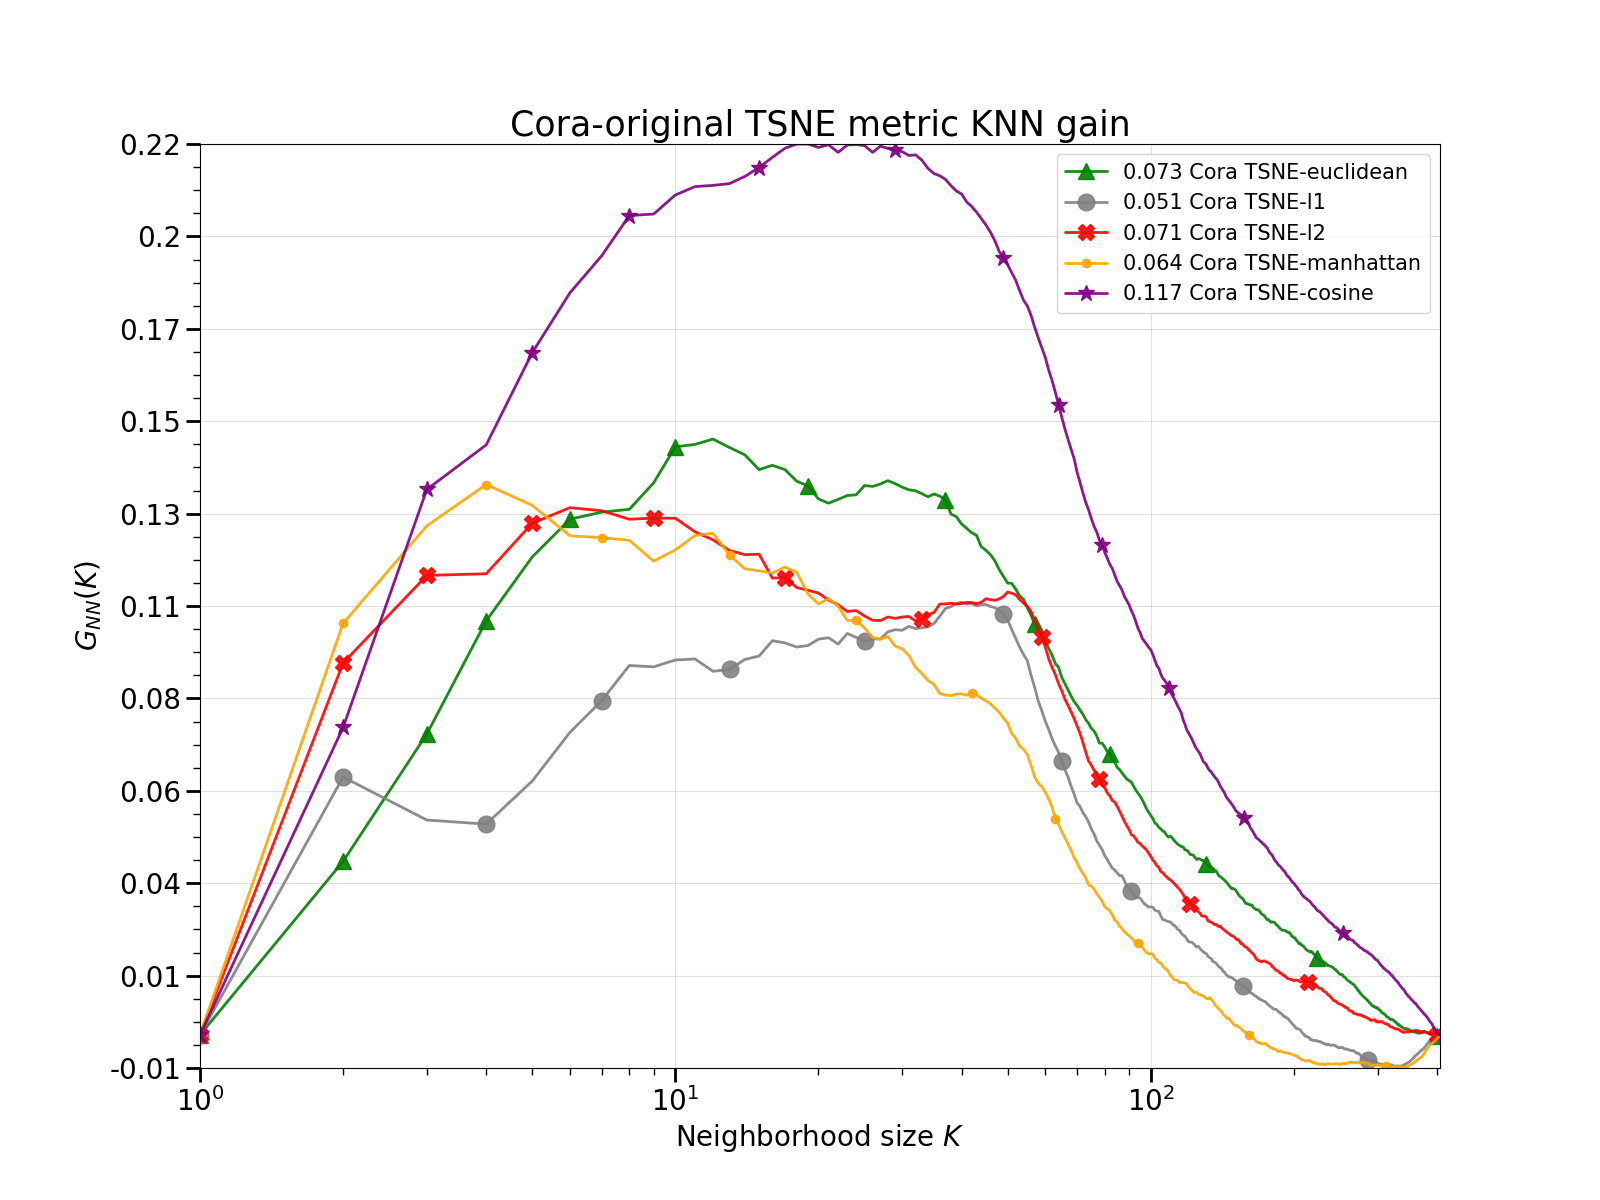 Cora-original TSNE metric KNN gain
0.22
0.2
0.17
0.15
0.13
0.11
0.08
0.06
0.04
0.01
-0.01
G_{NN}(K)
0.073 Cora TSNE-euclidean
0.051 Cora TSNE-l1
0.071 Cora TSNE-l2
0.064 Cora TSNE-manhattan
0.117 Cora TSNE-cosine
10^0 10^1 10^2
Neighborhood size K